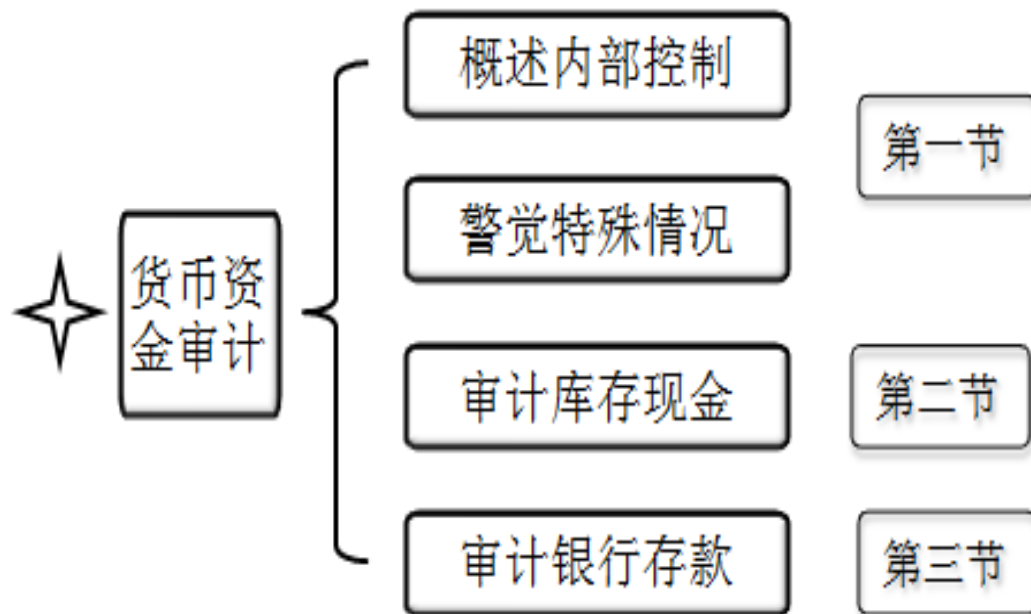 货币资
金审计
概述内部控制
警觉特殊情况
第一节
审计库存现金
第二节
审计银行存款
第三节